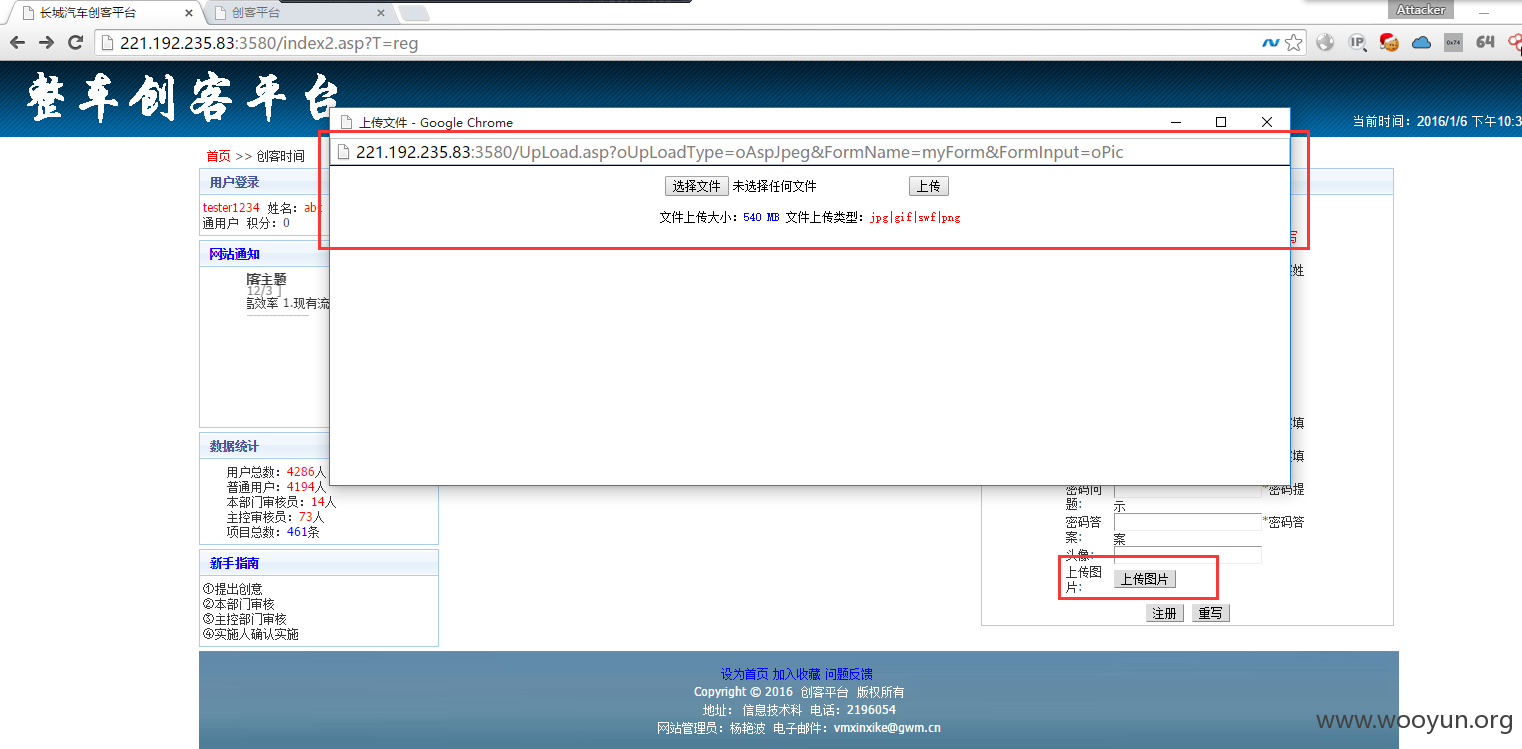 长城汽车创客平台
创客平台
Attacker
221.192.235.83:3580/index2.asp?T=reg
IP
0x74
64
整车创客平台
当前时间：2016/1/6 下午10:3
上传文件 - Google Chrome
221.192.235.83:3580/UpLoad.asp?oUpLoadType=oAspJpeg&FormName=myForm&FormInput=oPic
选择文件 未选择任何文件 上传
文件上传大小：540 MB 文件上传类型：jpg|gif|swf|png
首页 >> 创客时间
用户登录
tester1234 姓名：abc
通用户 积分：0
网站通知
客主题
12/3 ]
高效率 1.现有流
数据统计
用户总数：4286人
普通用户：4194人
本部门审核员：14人
主控审核员：73人
项目总数：461条
新手指南
①提出创意
②本部门审核
③主控部门审核
④实施人确认实施
写
姓
填
填
密码问题：
*密码提示
密码答案：
*密码答案
头像：
上传图片：
上传图片
注册 重写
设为首页 加入收藏 问题反馈
Copyright © 2016 创客平台 版权所有
地址： 信息技术科 电话：2196054
网站管理员：杨艳波 电子邮件：vmxinxike@gwm.cn
www.wooyun.org